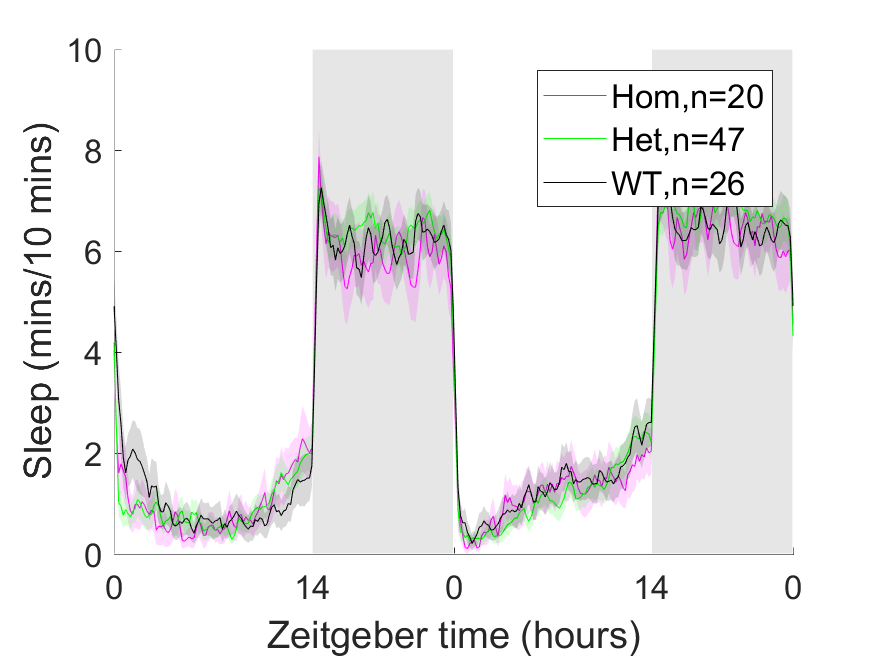 10
8
6
4
2
0
Sleep (mins/10 mins)
Hom,n=20
Het,n=47
WT,n=26
0 14 0 14 0
Zeitgeber time (hours)